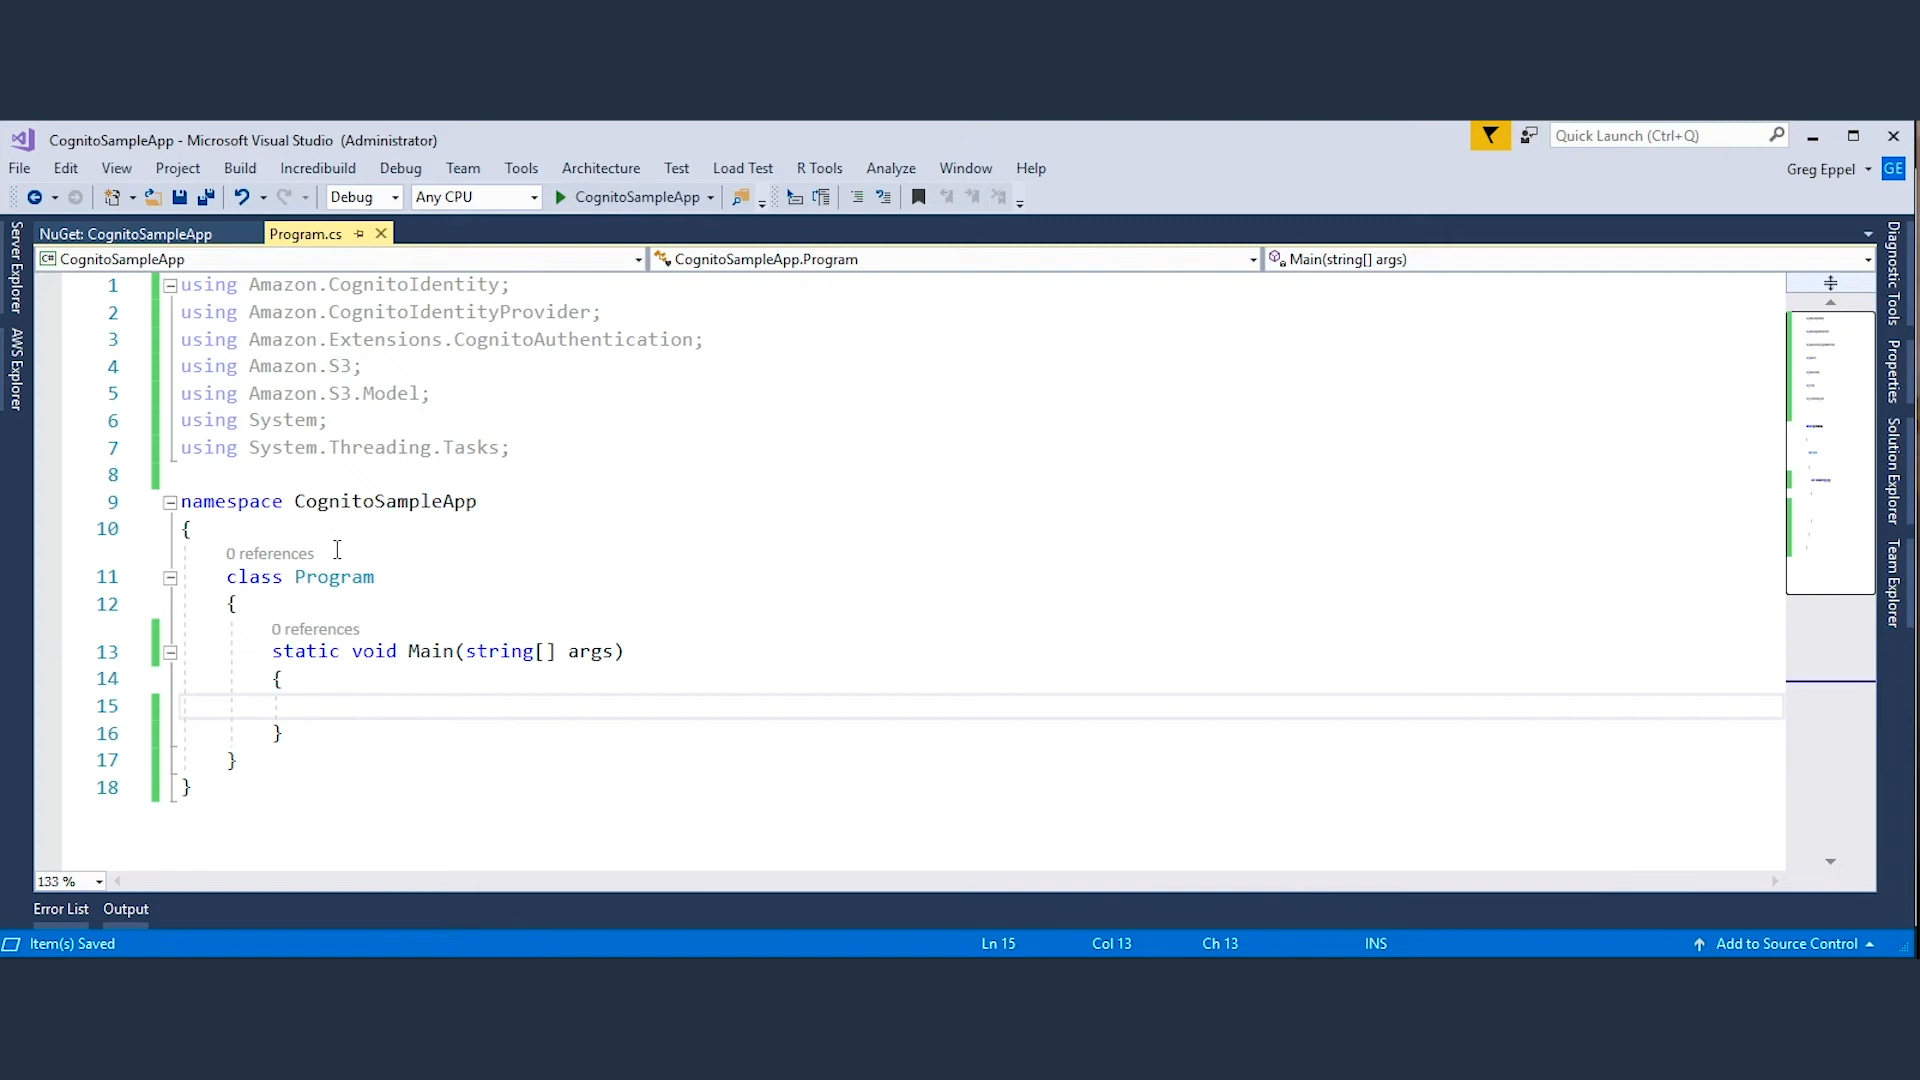 CognitoSampleApp - Microsoft Visual Studio (Administrator)
Quick Launch (Ctrl+Q)
File Edit View Project Build Incredibuild Debug Team Tools Architecture Test Load Test R Tools Analyze Window Help
Greg Eppel GE
Debug Any CPU CognitoSampleApp
NuGet: CognitoSampleApp Program.cs
C# CognitoSampleApp CognitoSampleApp.Program Main(string[] args)
Server Explorer
AWS Explorer
1 using Amazon.CognitoIdentity;
2 using Amazon.CognitoIdentityProvider;
3 using Amazon.Extensions.CognitoAuthentication;
4 using Amazon.S3;
5 using Amazon.S3.Model;
6 using System;
7 using System.Threading.Tasks;
8
9 namespace CognitoSampleApp
10 {
0 references
11 class Program
12 {
0 references
13 static void Main(string[] args)
14 {
15
16 }
17 }
18 }
Diagnostic Tools
Properties
Solution Explorer
Team Explorer
133 %
Error List Output
Item(s) Saved Ln 15 Col 13 Ch 13 INS Add to Source Control